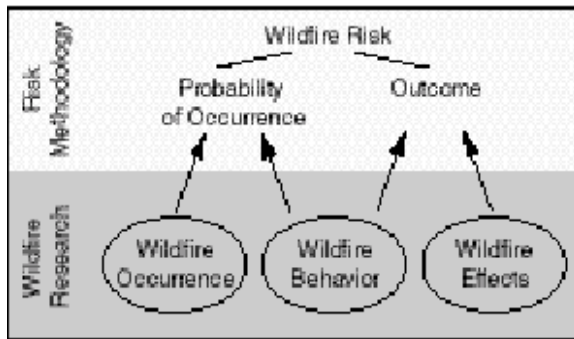 Wildfire Risk
Probability
of Occurrence
Outcome
Risk
Methodology
Wildfire
Occurrence
Wildfire
Behavior
Wildfire
Effects
Wildfire
Research